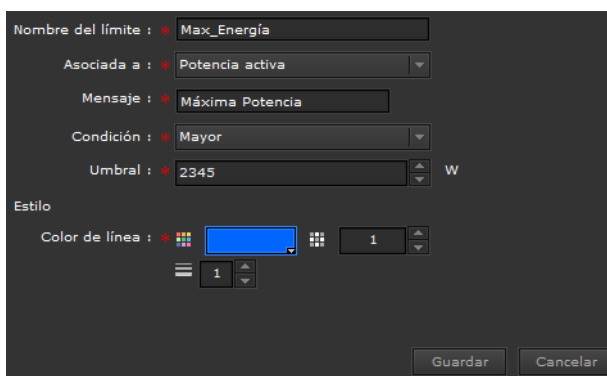 Nombre del límite : * Max_Energía
Asociada a : * Potencia activa
Mensaje : * Máxima Potencia
Condición : * Mayor
Umbral : * 2345 W
Estilo
Color de línea : * 1
1
Guardar Cancelar